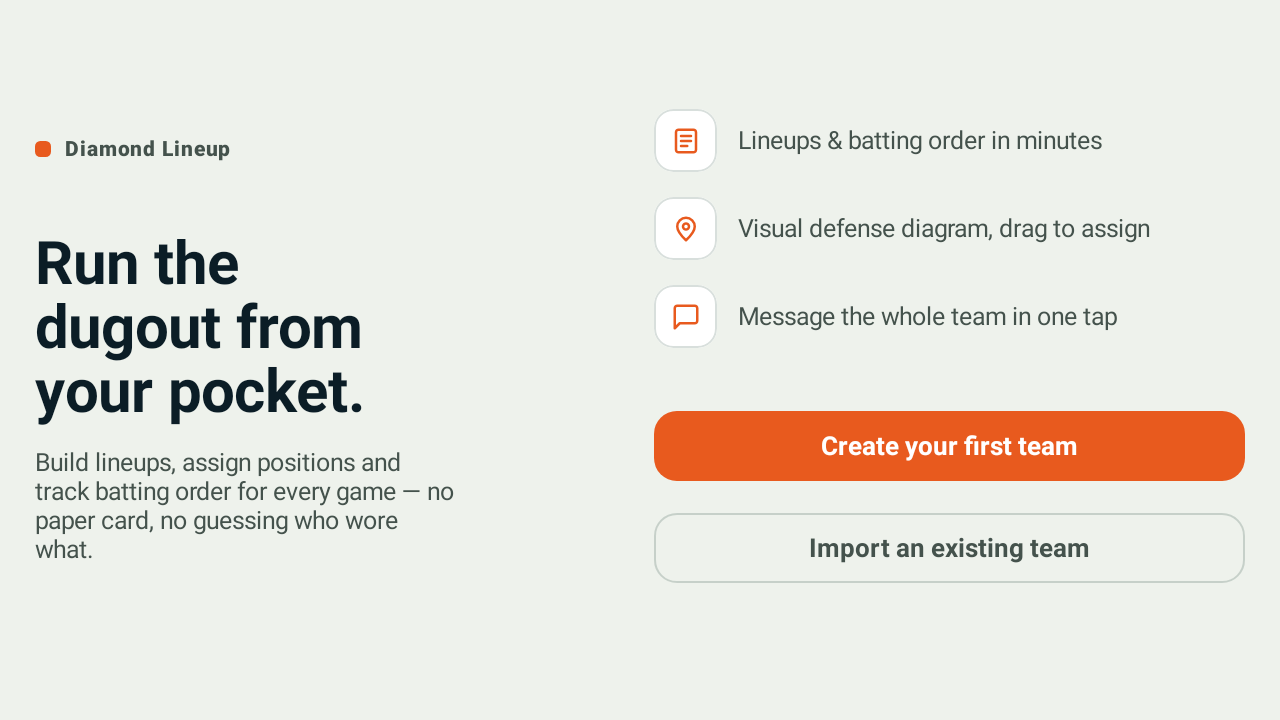 Diamond Lineup
Run the
dugout from
your pocket.
Build lineups, assign positions and
track batting order for every game — no
paper card, no guessing who wore
what.
Lineups & batting order in minutes
Visual defense diagram, drag to assign
Message the whole team in one tap
Create your first team
Import an existing team